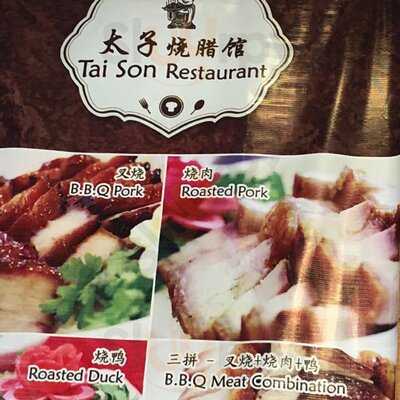 太子烧腊馆
Tai Son Restaurant
叉烧
B.B.Q Pork
烧肉
Roasted Pork
烧鸭
Roasted Duck
三拼 - 叉烧+烧肉+鸭
B.B.Q Meat Combination